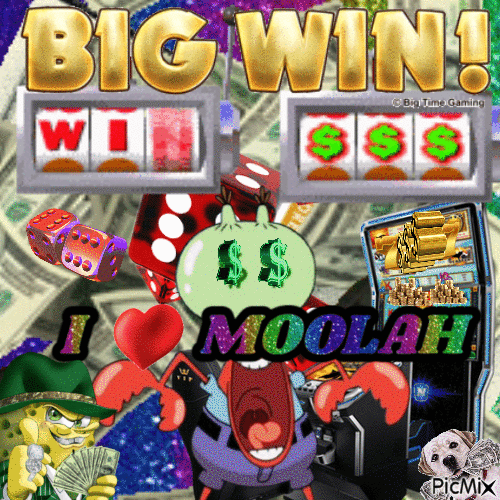 BIG WIN!
© Big Time Gaming
WI
$ $ $
$ $
I ❤ MOOLAH
PicMix